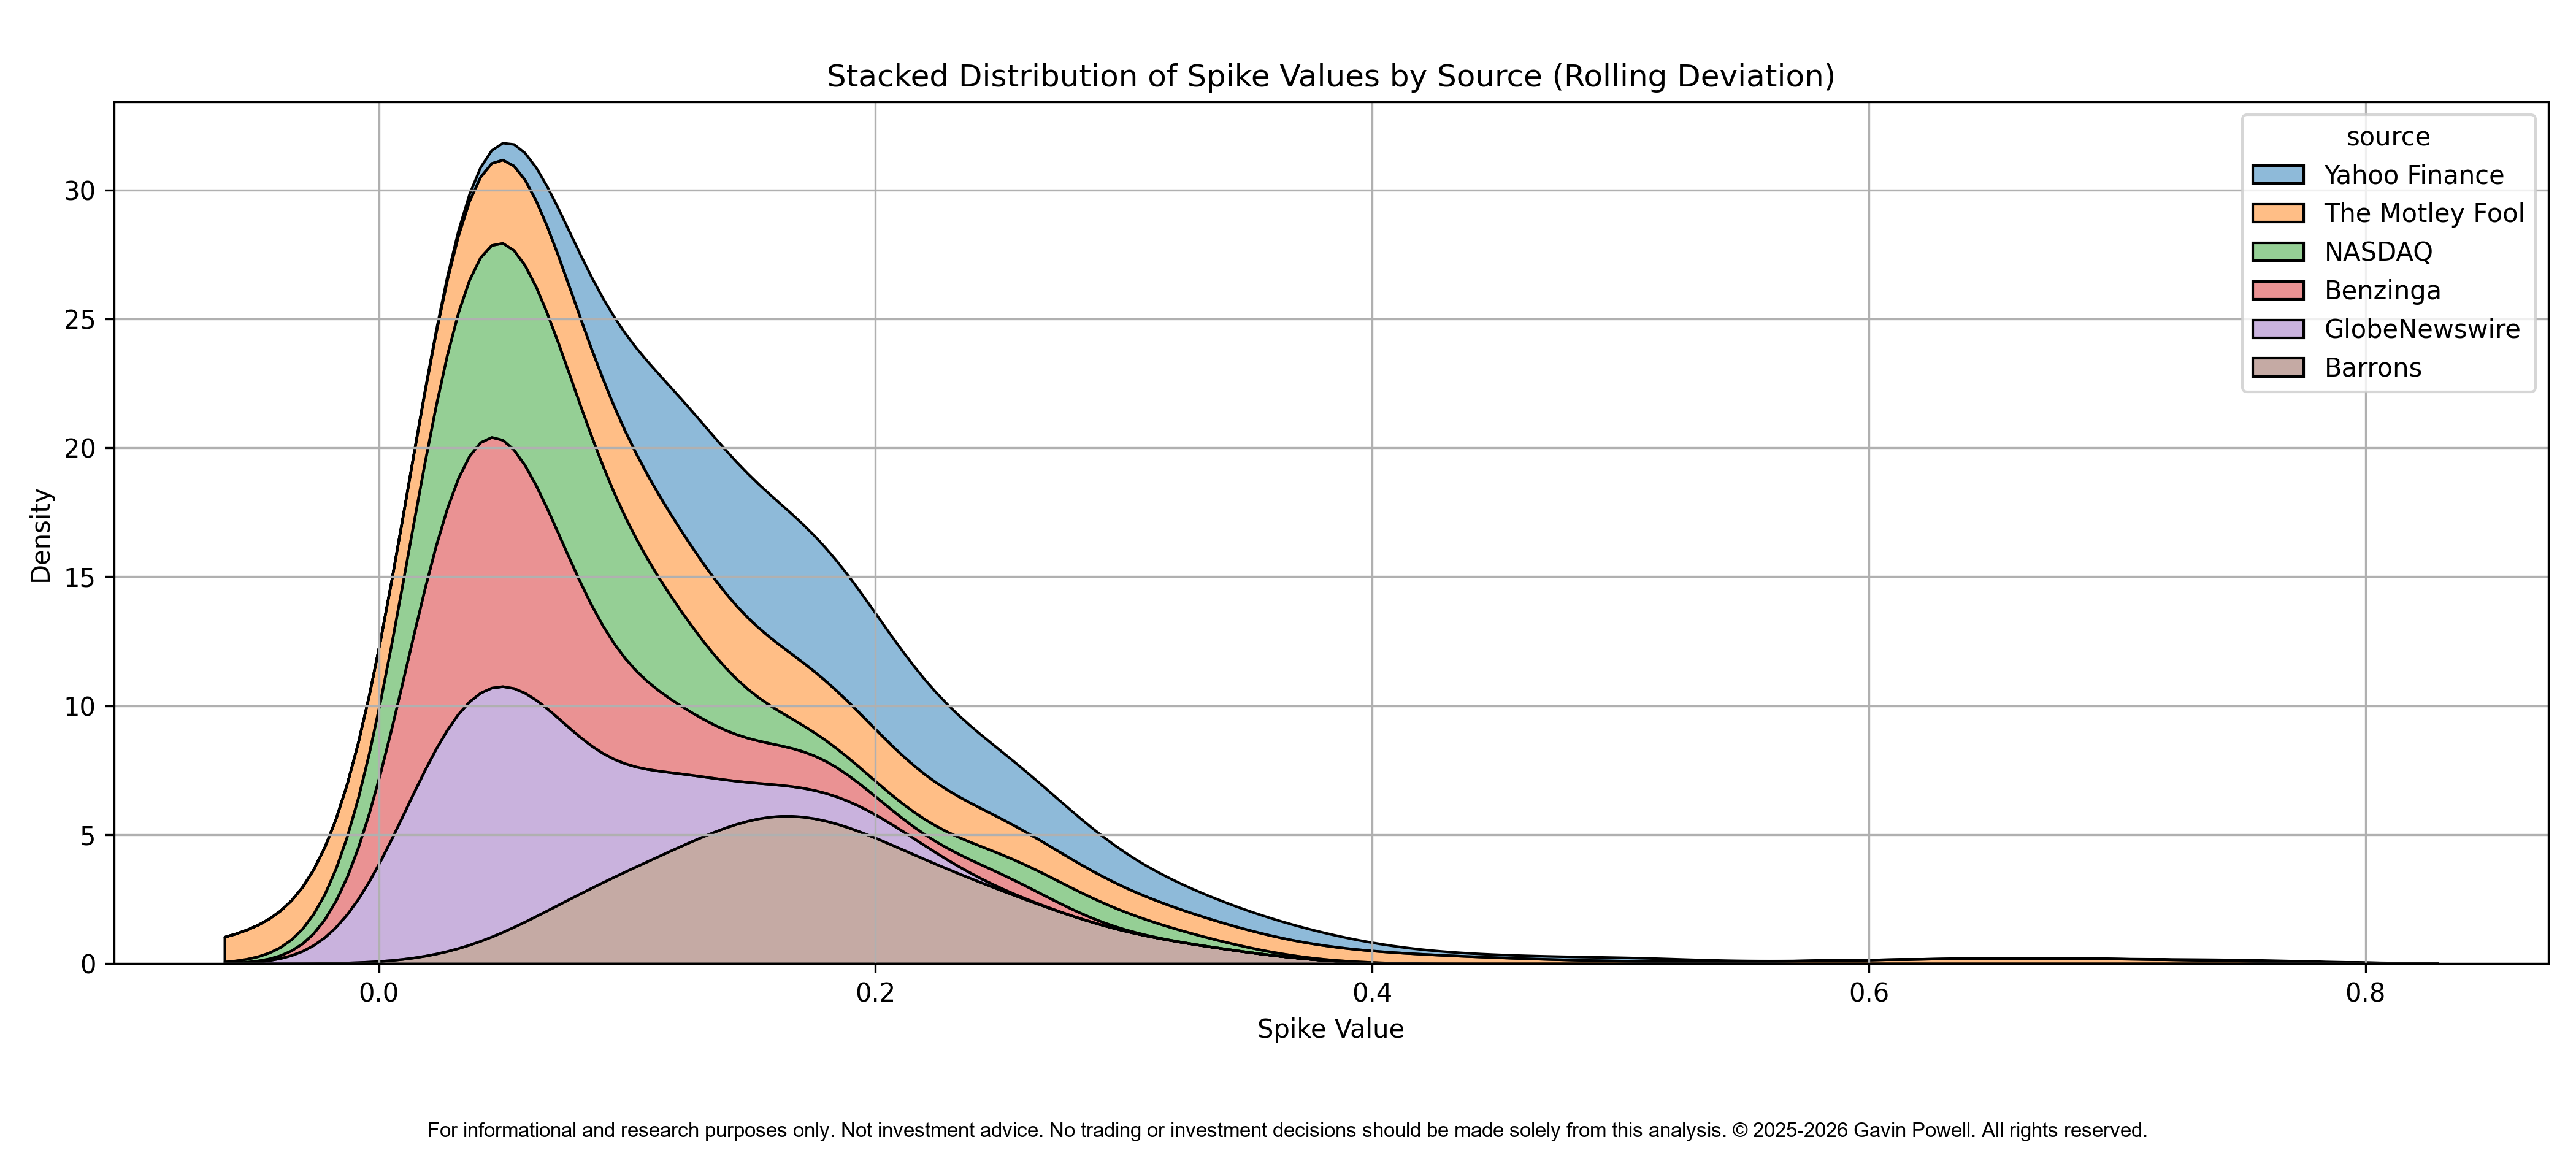 Stacked Distribution of Spike Values by Source (Rolling Deviation)
Density
30
25
20
15
10
5
0
source
Yahoo Finance
The Motley Fool
NASDAQ
Benzinga
GlobeNewswire
Barrons
0.0 0.2 0.4 0.6 0.8
Spike Value
For informational and research purposes only. Not investment advice. No trading or investment decisions should be made solely from this analysis. © 2025-2026 Gavin Powell. All rights reserved.